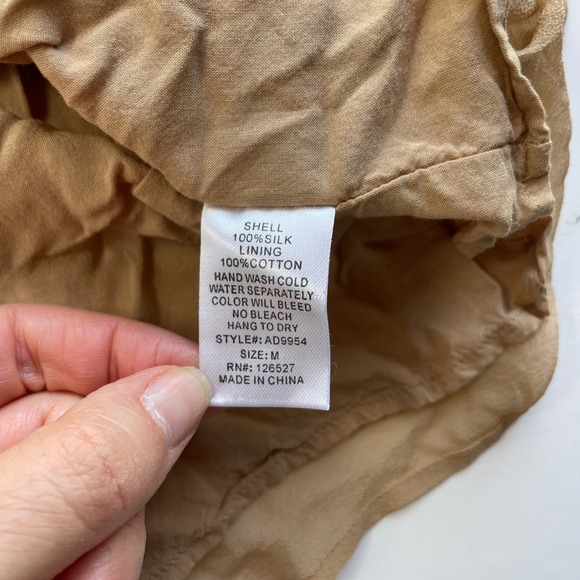 SHELL
100%SILK
LINING
100%COTTON
HAND WASH COLD
WATER SEPARATELY
COLOR WILL BLEED
NO BLEACH
HANG TO DRY
STYLE#: AD9954
SIZE: M
RN#: 126527
MADE IN CHINA